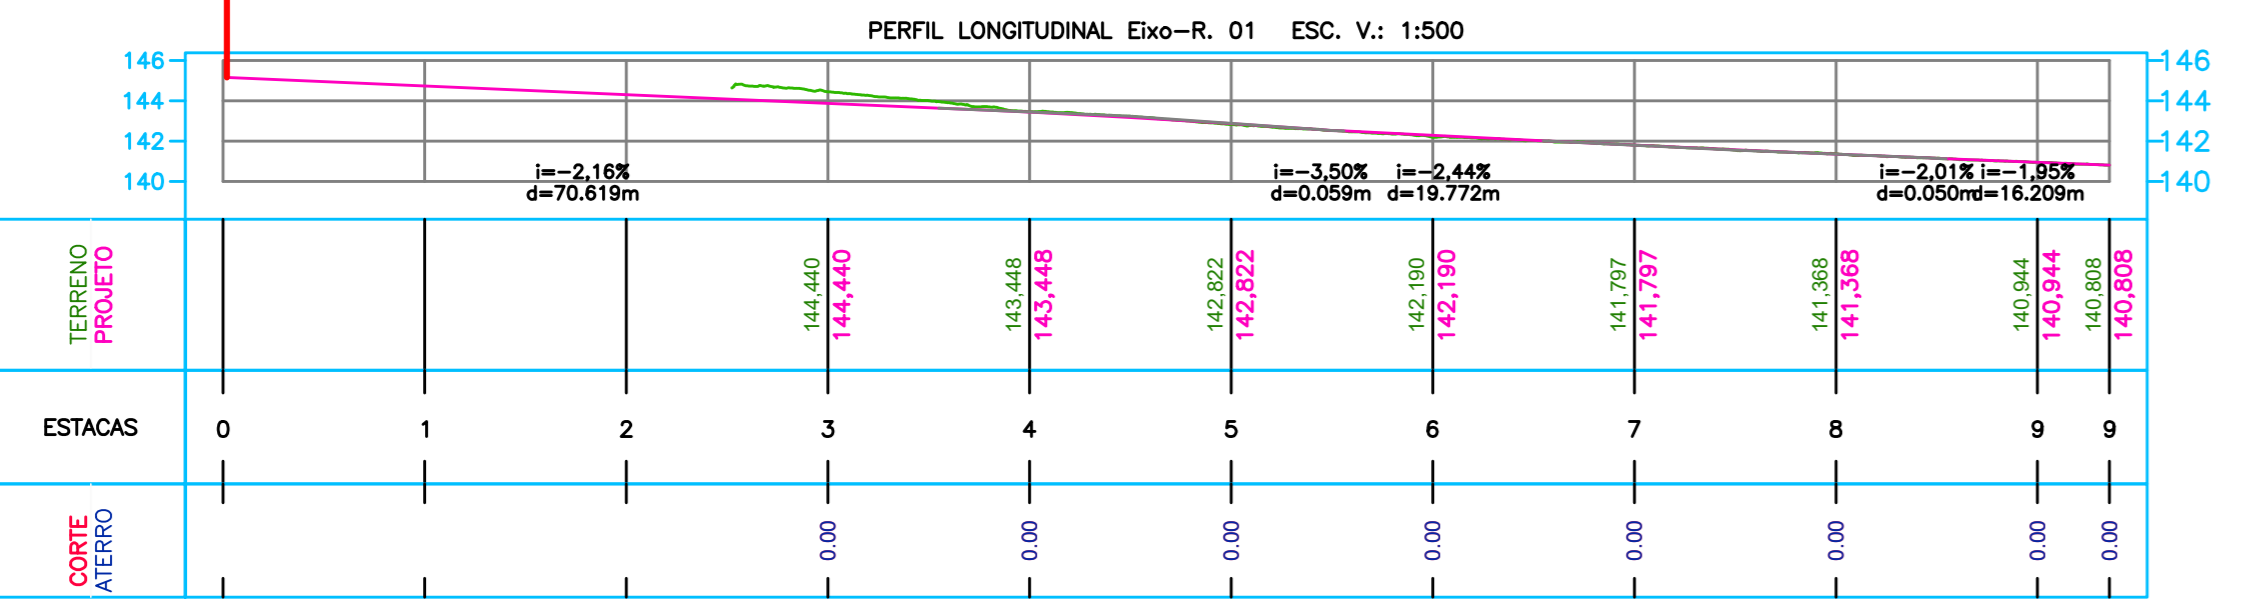 PERFIL LONGITUDINAL Eixo-R. 01 ESC. V.: 1:500
146 146
144 144
142 142
140 140
i=-2,16% i=-3,50% i=-2,44% i=-2,01% i=-1,95%
d=70.619m d=0.059m d=19.772m d=0.050m d=16.209m
TERRENO
PROJETO
144,440
144,440
143,448
143,448
142,822
142,822
142,190
142,190
141,797
141,797
141,368
141,368
140,944
140,944
140,808
140,808
ESTACAS 0 1 2 3 4 5 6 7 8 9 9
CORTE
ATERRO
0.00 0.00 0.00 0.00 0.00 0.00 0.00 0.00